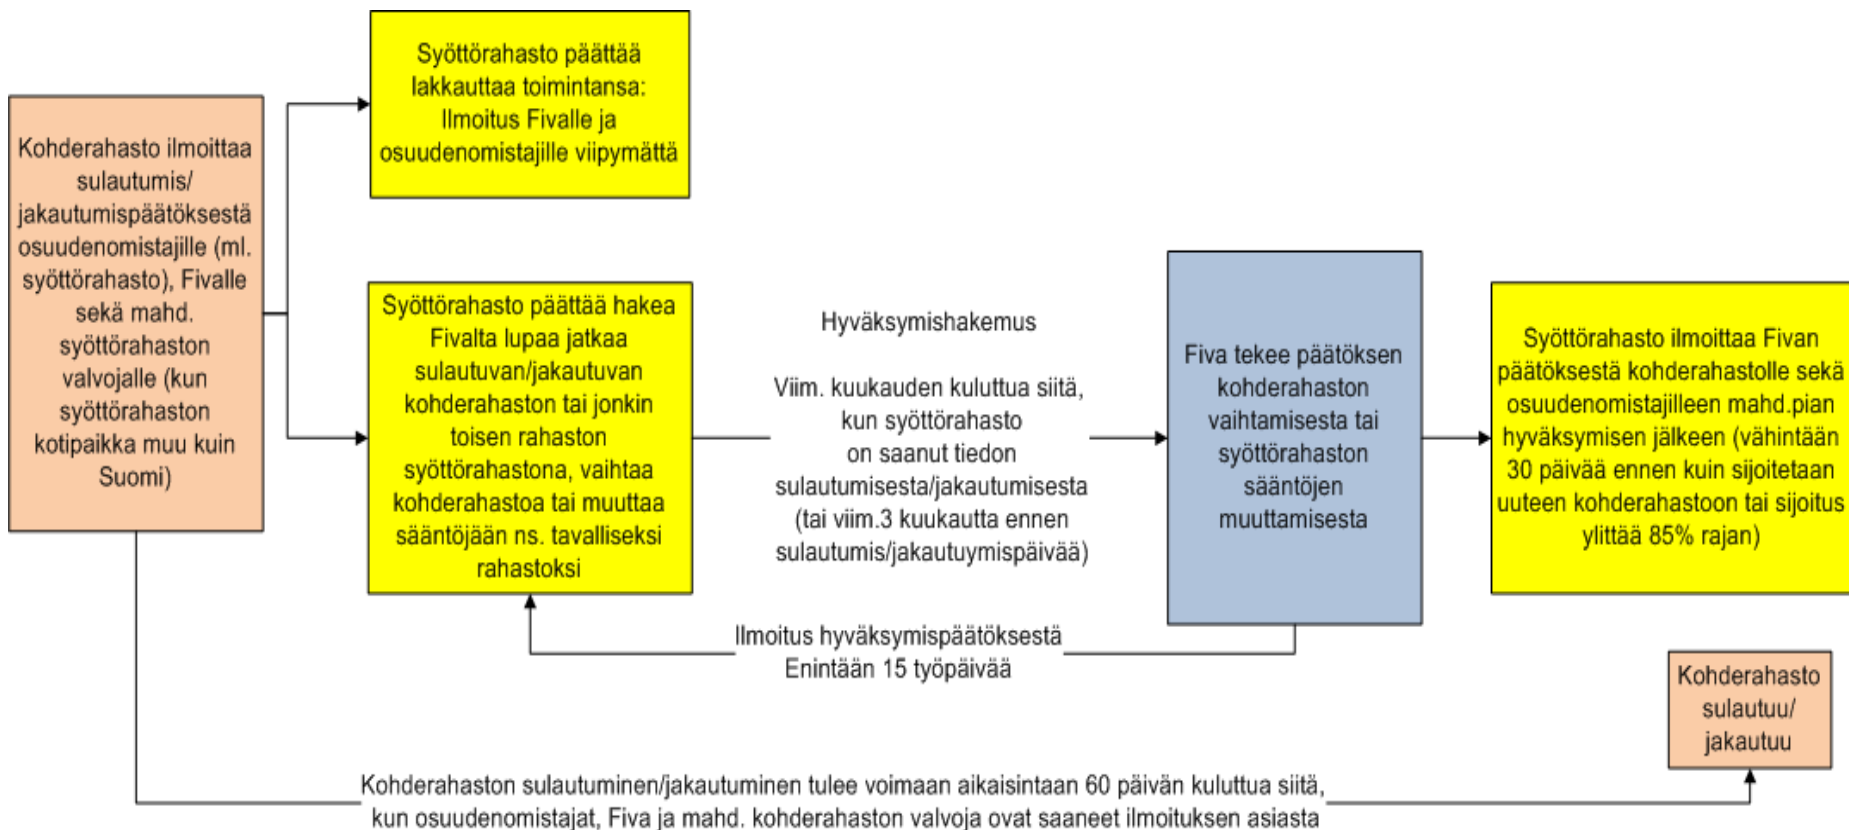 Syöttörahasto päättää
lakkauttaa toimintansa:
Ilmoitus Fivalle ja
osuudenomistajille viipymättä
Kohderahasto ilmoittaa
sulautumis/
jakautumispäätöksestä
osuudenomistajille (ml.
syöttörahasto), Fivalle
sekä mahd.
syöttörahaston
valvojalle (kun
syöttörahaston
kotipaikka muu kuin
Suomi)
Syöttörahasto päättää hakea
Fivalta lupaa jatkaa
sulautuvan/jakautuvan
kohderahaston tai jonkin
toisen rahaston
syöttörahastona, vaihtaa
kohderahastoa tai muuttaa
sääntöjään ns. tavalliseksi
rahastoksi
Hyväksymishakemus
Viim. kuukauden kuluttua siitä,
kun syöttörahasto
on saanut tiedon
sulautumisesta/jakautumisesta
(tai viim.3 kuukautta ennen
sulautumis/jakautuymispäivää)
Fiva tekee päätöksen
kohderahaston
vaihtamisesta tai
syöttörahaston
sääntöjen
muuttamisesta
Syöttörahasto ilmoittaa Fivan
päätöksestä kohderahastolle sekä
osuudenomistajilleen mahd.pian
hyväksymisen jälkeen (vähintään
30 päivää ennen kuin sijoitetaan
uuteen kohderahastoon tai sijoitus
ylittää 85% rajan)
Ilmoitus hyväksymispäätöksestä
Enintään 15 työpäivää
Kohderahasto
sulautuu/
jakautuu
Kohderahaston sulautuminen/jakautuminen tulee voimaan aikaisintaan 60 päivän kuluttua siitä,
kun osuudenomistajat, Fiva ja mahd. kohderahaston valvoja ovat saaneet ilmoituksen asiasta